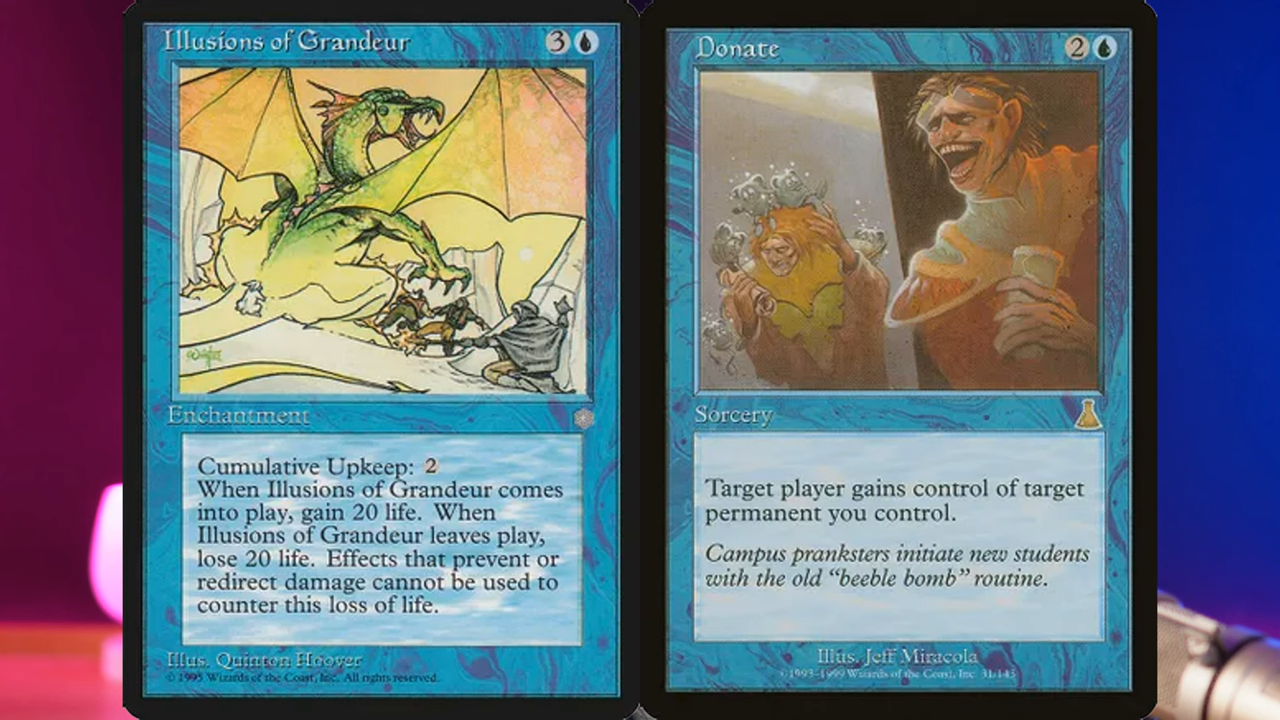 Illusions of Grandeur 3
Enchantment
Cumulative Upkeep: 2
When Illusions of Grandeur comes
into play, gain 20 life. When
Illusions of Grandeur leaves play,
lose 20 life. Effects that prevent or
redirect damage cannot be used to
counter this loss of life.
Illus. Quinton Hoover
© 1995 Wizards of the Coast, Inc. All rights reserved.
Donate 2
Sorcery
Target player gains control of target
permanent you control.
Campus pranksters initiate new students
with the old “beeble bomb” routine.
Illus. Jeff Miracola
© 1993-1999 Wizards of the Coast, Inc. 31/143